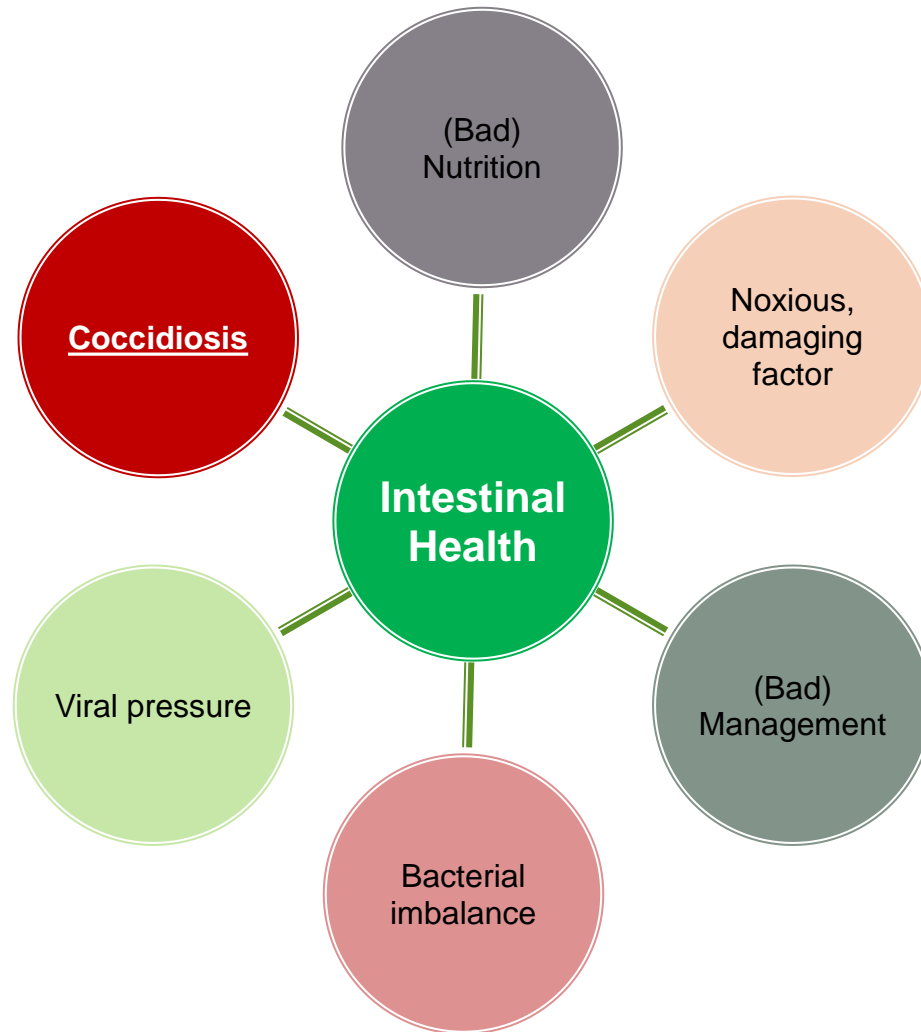 (Bad)
Nutrition
Coccidiosis
Noxious,
damaging
factor
Intestinal
Health
Viral pressure
(Bad)
Management
Bacterial
imbalance